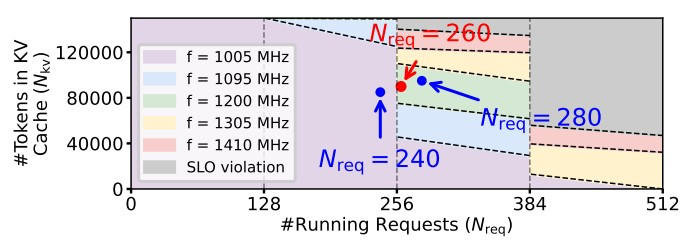 #Tokens in KV
Cache (N_kv)
120000
80000
40000
0
f = 1005 MHz
f = 1095 MHz
f = 1200 MHz
f = 1305 MHz
f = 1410 MHz
SLO violation
N_req = 260
N_req = 280
N_req = 240
0 128 256 384 512
#Running Requests (N_req)